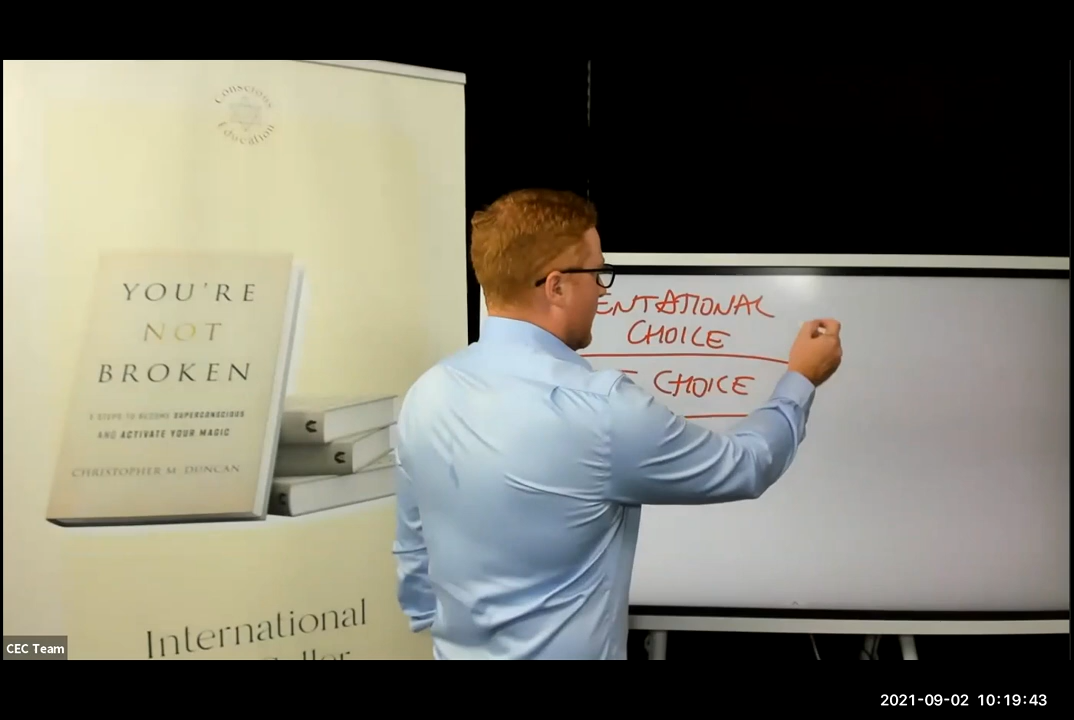 Conscious
Education
YOU'RE
NOT
BROKEN
5 STEPS TO BECOME SUPERCONSCIOUS
AND ACTIVATE YOUR MAGIC
CHRISTOPHER M. DUNCAN
International
ENTATIONAL
CHOICE
CHOICE
CEC Team
2021-09-02 10:19:43